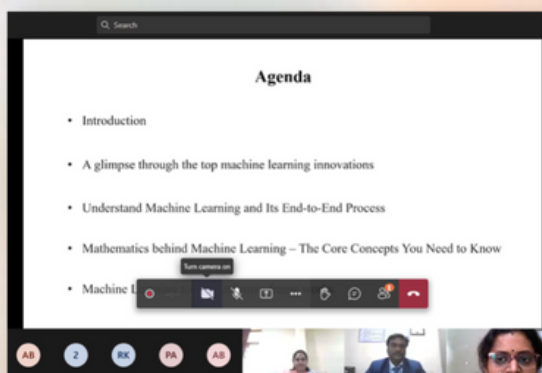 Search
Agenda
• Introduction
• A glimpse through the top machine learning innovations
• Understand Machine Learning and Its End-to-End Process
• Mathematics behind Machine Learning – The Core Concepts You Need to Know
Turn camera on
• Machine
AB 2 RK PA AB